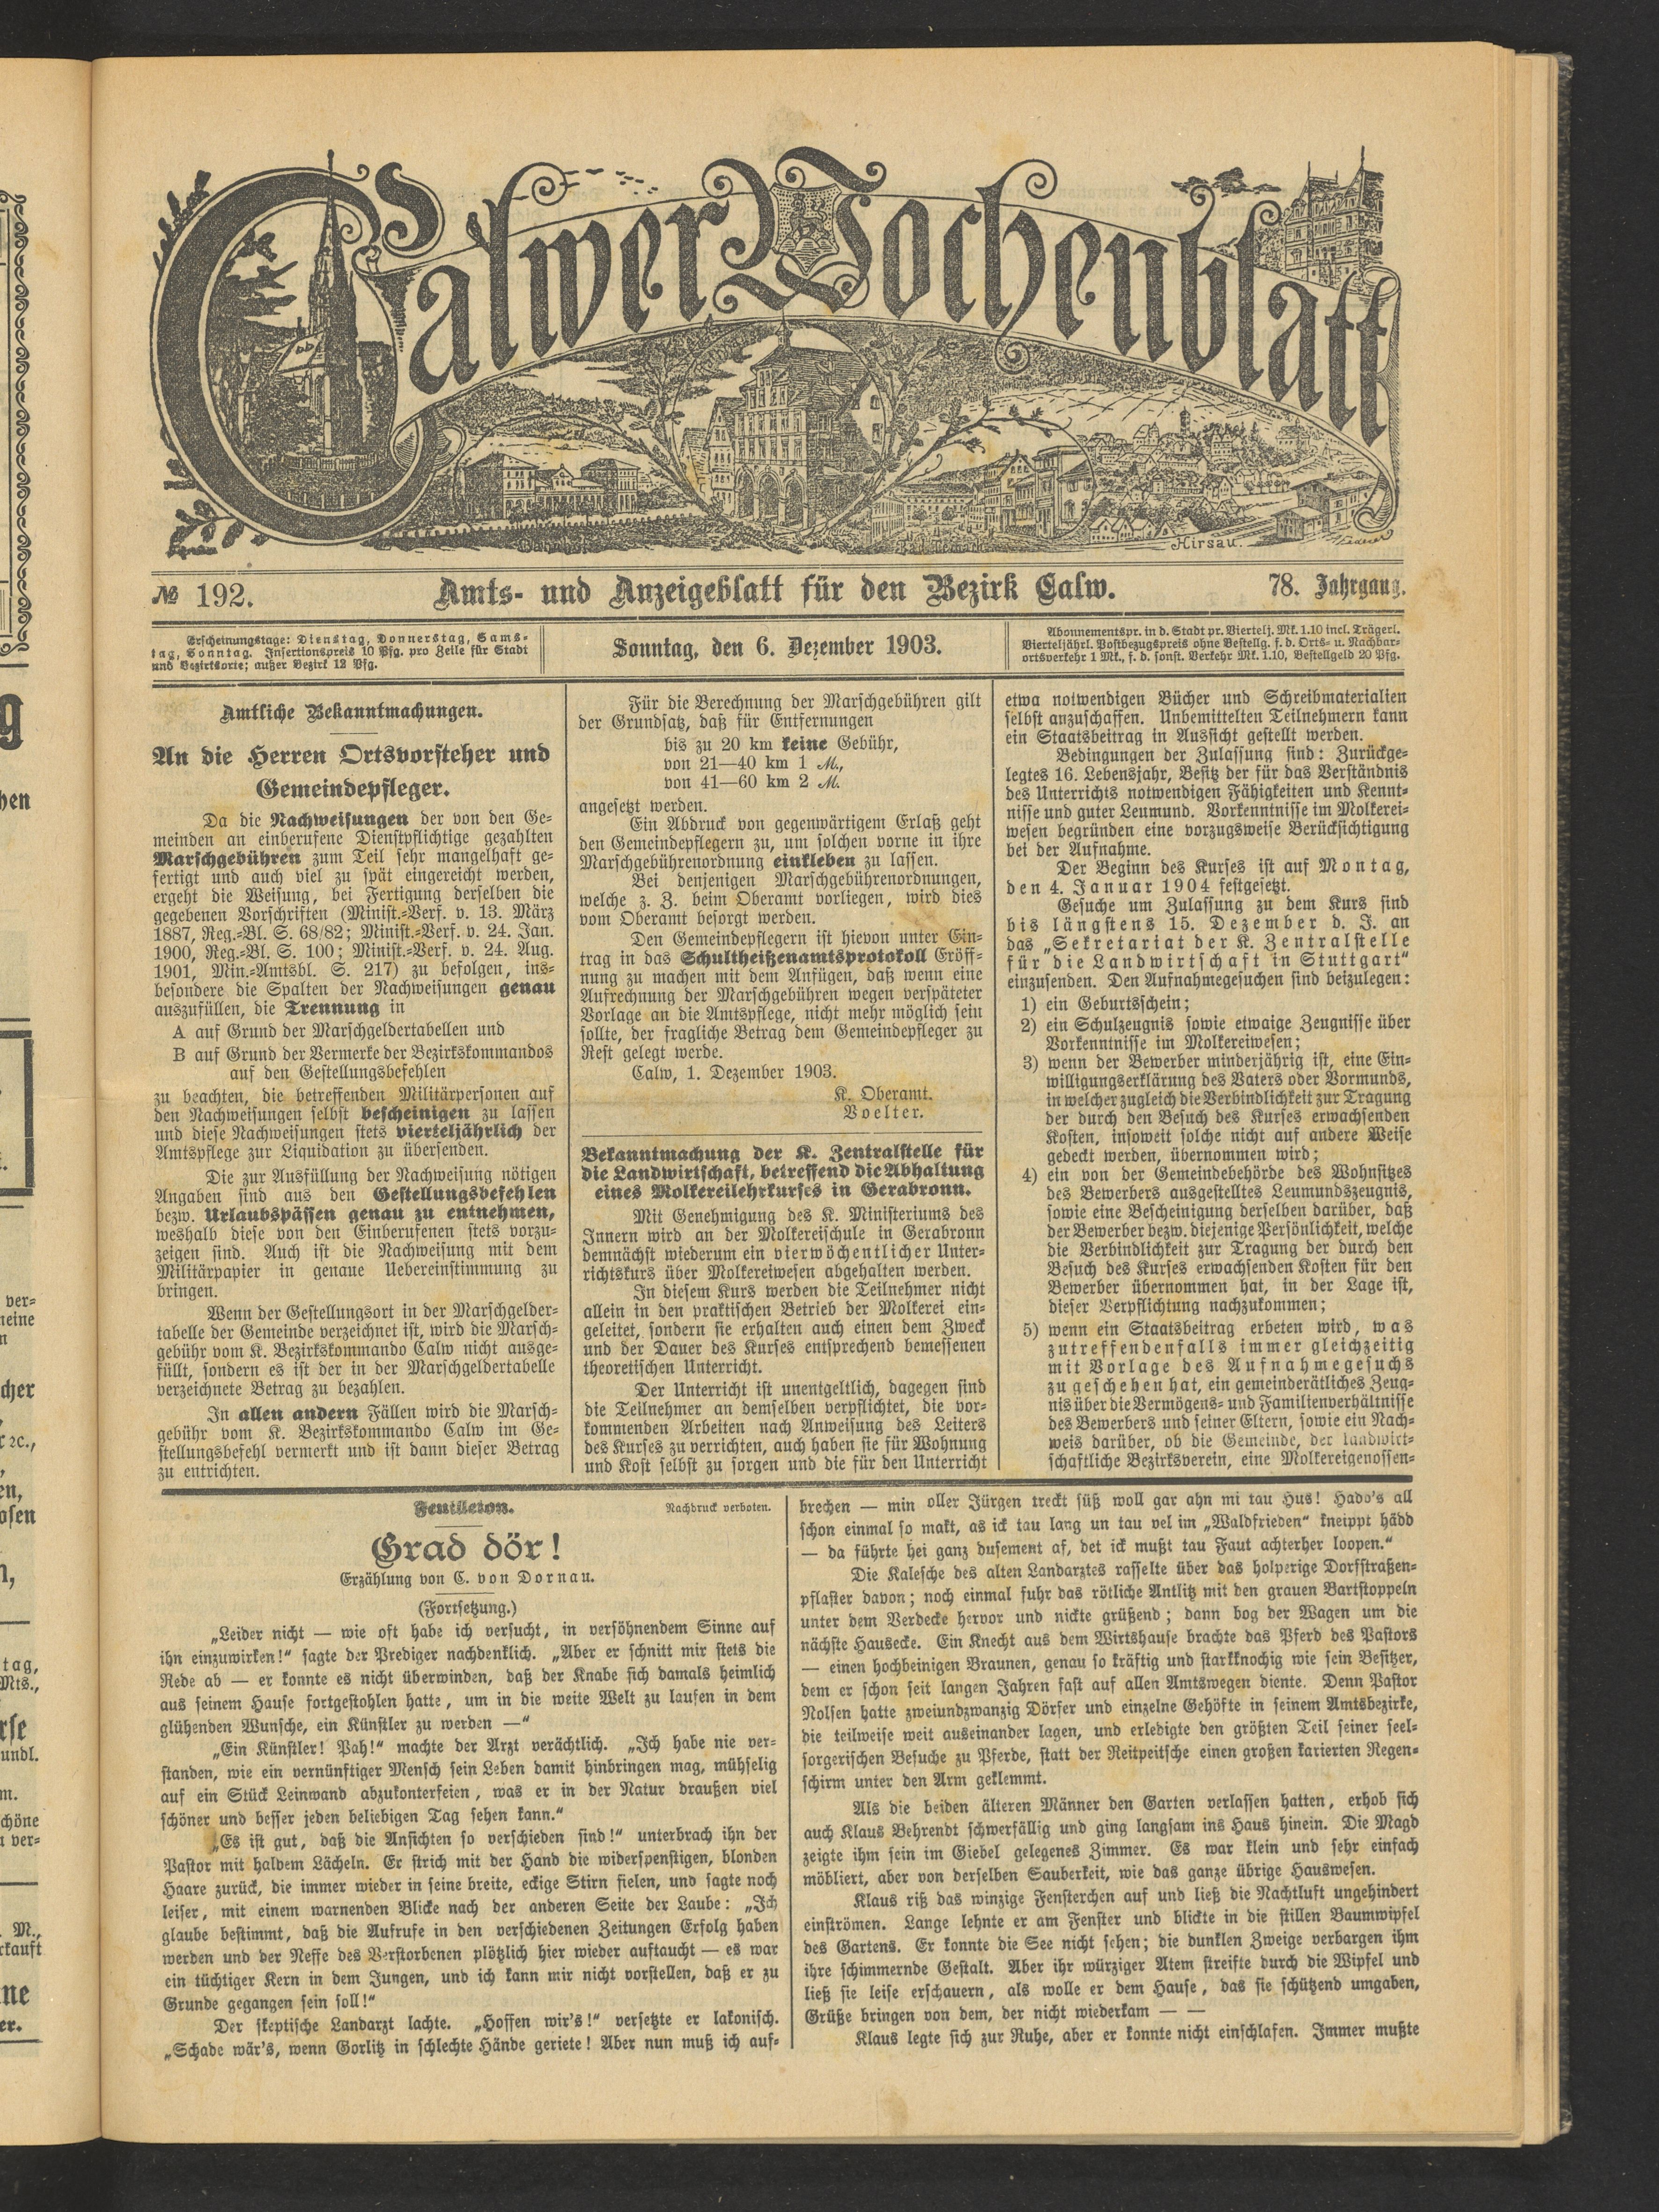 Calwer Wochenblatt
Hirsau.
№ 192.
Amts- und Anzeigeblatt für den Bezirk Calw.
78. Jahrgang.
Erscheinungstage: Dienstag, Donnerstag, Sams-
tag, Sonntag. Insertionspreis 10 Pfg. pro Zeile für Stadt
und Bezirksorte; außer Bezirk 12 Pfg.
Sonntag, den 6. Dezember 1903.
Abonnementspr. in d. Stadt pr. Viertelj. Mk. 1.10 incl. Trägerl.
Vierteljährl. Postbezugspreis ohne Bestellg. f. d. Orts- u. Nachbar-
ortsverkehr 1 Mk., f. d. sonst. Verkehr Mk. 1.10, Bestellgeld 20 Pfg.
Amtliche Bekanntmachungen.
An die Herren Ortsvorsteher und
Gemeindepfleger.
Da die Nachweisungen der von den Ge-
meinden an einberufene Dienstpflichtige gezahlten
Marschgebühren zum Teil sehr mangelhaft ge-
fertigt und auch viel zu spät eingereicht werden,
ergeht die Weisung, bei Fertigung derselben die
gegebenen Vorschriften (Minist.-Verf. v. 13. März
1887, Reg.-Bl. S. 68/82; Minist.-Verf. v. 24. Jan.
1900, Reg.-Bl. S. 100; Minist.-Verf. v. 24. Aug.
1901, Min.-Amtsbl. S. 217) zu befolgen, ins-
besondere die Spalten der Nachweisungen genau
auszufüllen, die Trennung in
A auf Grund der Marschgeldertabellen und
B auf Grund der Vermerke der Bezirkskommandos
auf den Gestellungsbefehlen
zu beachten, die betreffenden Militärpersonen auf
den Nachweisungen selbst bescheinigen zu lassen
und diese Nachweisungen stets vierteljährlich der
Amtspflege zur Liquidation zu übersenden.
Die zur Ausfüllung der Nachweisung nötigen
Angaben sind aus den Gestellungsbefehlen
bezw. Urlaubspässen genau zu entnehmen,
weshalb diese von den Einberufenen stets vorzu-
zeigen sind. Auch ist die Nachweisung mit dem
Militärpapier in genaue Uebereinstimmung zu
bringen.
Wenn der Gestellungsort in der Marschgelder-
tabelle der Gemeinde verzeichnet ist, wird die Marsch-
gebühr vom K. Bezirkskommando Calw nicht ausge-
füllt, sondern es ist der in der Marschgeldertabelle
verzeichnete Betrag zu bezahlen.
In allen andern Fällen wird die Marsch-
gebühr vom K. Bezirkskommando Calw im Ge-
stellungsbefehl vermerkt und ist dann dieser Betrag
zu entrichten.
Für die Berechnung der Marschgebühren gilt
der Grundsatz, daß für Entfernungen
bis zu 20 km keine Gebühr,
von 21—40 km 1 M.,
von 41—60 km 2 M.
angesetzt werden.
Ein Abdruck von gegenwärtigem Erlaß geht
den Gemeindepflegern zu, um solchen vorne in ihre
Marschgebührenordnung einkleben zu lassen.
Bei denjenigen Marschgebührenordnungen,
welche z. Z. beim Oberamt vorliegen, wird dies
vom Oberamt besorgt werden.
Den Gemeindepflegern ist hievon unter Ein-
trag in das Schultheißenamtsprotokoll Eröff-
nung zu machen mit dem Anfügen, daß wenn eine
Aufrechnung der Marschgebühren wegen verspäteter
Vorlage an die Amtspflege, nicht mehr möglich sein
sollte, der fragliche Betrag dem Gemeindepfleger zu
Rest gelegt werde.
Calw, 1. Dezember 1903.
K. Oberamt.
Voelter.
Bekanntmachung der K. Zentralstelle für
die Landwirtschaft, betreffend die Abhaltung
eines Molkereilehrkurses in Gerabronn.
Mit Genehmigung des K. Ministeriums des
Innern wird an der Molkereischule in Gerabronn
demnächst wiederum ein vierwöchentlicher Unter-
richtskurs über Molkereiwesen abgehalten werden.
In diesem Kurs werden die Teilnehmer nicht
allein in den praktischen Betrieb der Molkerei ein-
geleitet, sondern sie erhalten auch einen dem Zweck
und der Dauer des Kurses entsprechend bemessenen
theoretischen Unterricht.
Der Unterricht ist unentgeltlich, dagegen sind
die Teilnehmer an demselben verpflichtet, die vor-
kommenden Arbeiten nach Anweisung des Leiters
des Kurses zu verrichten, auch haben sie für Wohnung
und Kost selbst zu sorgen und die für den Unterricht
etwa notwendigen Bücher und Schreibmaterialien
selbst anzuschaffen. Unbemittelten Teilnehmern kann
ein Staatsbeitrag in Aussicht gestellt werden.
Bedingungen der Zulassung sind: Zurückge-
legtes 16. Lebensjahr, Besitz der für das Verständnis
des Unterrichts notwendigen Fähigkeiten und Kennt-
nisse und guter Leumund. Vorkenntnisse im Molkerei-
wesen begründen eine vorzugsweise Berücksichtigung
bei der Aufnahme.
Der Beginn des Kurses ist auf Montag,
den 4. Januar 1904 festgesetzt.
Gesuche um Zulassung zu dem Kurs sind
bis längstens 15. Dezember d. J. an
das „Sekretariat der K. Zentralstelle
für die Landwirtschaft in Stuttgart“
einzusenden. Den Aufnahmegesuchen sind beizulegen:
1) ein Geburtsschein;
2) ein Schulzeugnis sowie etwaige Zeugnisse über
Vorkenntnisse im Molkereiwesen;
3) wenn der Bewerber minderjährig ist, eine Ein-
willigungserklärung des Vaters oder Vormunds,
in welcher zugleich die Verbindlichkeit zur Tragung
der durch den Besuch des Kurses erwachsenden
Kosten, insoweit solche nicht auf andere Weise
gedeckt werden, übernommen wird;
4) ein von der Gemeindebehörde des Wohnsitzes
des Bewerbers ausgestelltes Leumundszeugnis,
sowie eine Bescheinigung derselben darüber, daß
der Bewerber bezw. diejenige Persönlichkeit, welche
die Verbindlichkeit zur Tragung der durch den
Besuch des Kurses erwachsenden Kosten für den
Bewerber übernommen hat, in der Lage ist,
dieser Verpflichtung nachzukommen;
5) wenn ein Staatsbeitrag erbeten wird, was
zutreffendenfalls immer gleichzeitig
mit Vorlage des Aufnahmegesuchs
zu geschehen hat, ein gemeinderätliches Zeug-
nis über die Vermögens- und Familienverhältnisse
des Bewerbers und seiner Eltern, sowie ein Nach-
weis darüber, ob die Gemeinde, der landwirt-
schaftliche Bezirksverein, eine Molkereigenossen-
Feuilleton.
Nachdruck verboten.
Grad dör!
Erzählung von C. von Dornau.
(Fortsetzung.)
„Leider nicht — wie oft habe ich versucht, in versöhnendem Sinne auf
ihn einzuwirken!“ sagte der Prediger nachdenklich. „Aber er schnitt mir stets die
Rede ab — er konnte es nicht überwinden, daß der Knabe sich damals heimlich
aus seinem Hause fortgestohlen hatte, um in die weite Welt zu laufen in dem
glühenden Wunsche, ein Künstler zu werden —“
„Ein Künstler! Pah!“ machte der Arzt verächtlich. „Ich habe nie ver-
standen, wie ein vernünftiger Mensch sein Leben damit hinbringen mag, mühselig
auf ein Stück Leinwand abzukonterfeien, was er in der Natur draußen viel
schöner und besser jeden beliebigen Tag sehen kann.“
„Es ist gut, daß die Ansichten so verschieden sind!“ unterbrach ihn der
Pastor mit haldem Lächeln. Er strich mit der Hand die widerspenstigen, blonden
Haare zurück, die immer wieder in seine breite, eckige Stirn fielen, und sagte noch
leiser, mit einem warnenden Blicke nach der anderen Seite der Laube: „Ich
glaube bestimmt, daß die Aufrufe in den verschiedenen Zeitungen Erfolg haben
werden und der Neffe des Verstorbenen plötzlich hier wieder auftaucht — es war
ein tüchtiger Kern in dem Jungen, und ich kann mir nicht vorstellen, daß er zu
Grunde gegangen sein soll!“
Der skeptische Landarzt lachte. „Hoffen wir's!“ versetzte er lakonisch.
„Schade wär's, wenn Gorlitz in schlechte Hände geriete! Aber nun muß ich auf-
brechen — min oller Jürgen treckt süß woll gar ahn mi tau Hus! Hado's all
schon einmal so makt, as ick tau lang un tau vel im „Waldfrieden“ kneippt hädd
— da führte hei ganz dusement af, det ick mußt tau Faut achterher loopen.“
Die Kalesche des alten Landarztes rasselte über das holperige Dorfstraßen-
pflaster davon; noch einmal fuhr das rötliche Antlitz mit den grauen Bartstoppeln
unter dem Verdecke hervor und nickte grüßend; dann bog der Wagen um die
nächste Hausecke. Ein Knecht aus dem Wirtshause brachte das Pferd des Pastors
— einen hochbeinigen Braunen, genau so kräftig und starkknochig wie sein Besitzer,
dem er schon seit langen Jahren fast auf allen Amtswegen diente. Denn Pastor
Nolsen hatte zweiundzwanzig Dörfer und einzelne Gehöfte in seinem Amtsbezirke,
die teilweise weit auseinander lagen, und erledigte den größten Teil seiner seel-
sorgerischen Besuche zu Pferde, statt der Reitpeitsche einen großen karierten Regen-
schirm unter den Arm geklemmt.
Als die beiden älteren Männer den Garten verlassen hatten, erhob sich
auch Klaus Behrendt schwerfällig und ging langsam ins Haus hinein. Die Magd
zeigte ihm sein im Giebel gelegenes Zimmer. Es war klein und sehr einfach
möbliert, aber von derselben Sauberkeit, wie das ganze übrige Hauswesen.
Klaus riß das winzige Fensterchen auf und ließ die Nachtluft ungehindert
einströmen. Lange lehnte er am Fenster und blickte in die stillen Baumwipfel
des Gartens. Er konnte die See nicht sehen; die dunklen Zweige verbargen ihm
ihre schimmernde Gestalt. Aber ihr würziger Atem streifte durch die Wipfel und
ließ sie leise erschauern, als wolle er dem Hause, das sie schützend umgaben,
Grüße bringen von dem, der nicht wiederkam — —
Klaus legte sich zur Ruhe, aber er konnte nicht einschlafen. Immer mußte